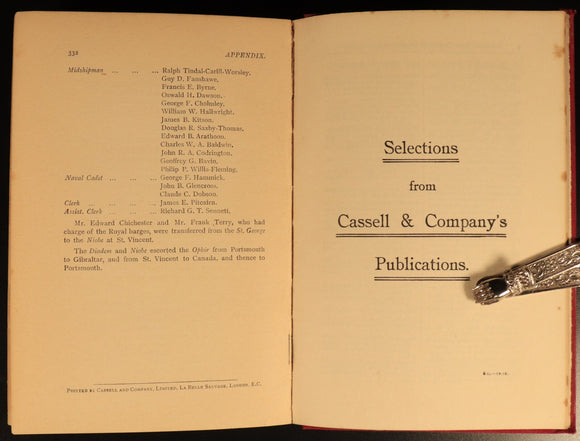 332 APPENDIX.
Midshipman ... ... ... Ralph Tindal-Carill-Worsley.
Guy D. Fanshawe.
Francis E. Byrne.
Oswald H. Dawson.
George F. Cholmley.
William W. Hallwright.
James B. Kitson.
Douglas R. Saxby-Thomas.
Edward B. Arathoon.
Charles W. A. Baldwin.
John R. A. Codrington.
Geoffrey G. Bavin.
Philip P. Willis-Fleming.
Naval Cadet ... ... ... George F. Hammick.
John B. Glencross.
Claude C. Dobson.
Clerk ... ... ... ... James E. Pitcairn.
Assist. Clerk ... ... ... Richard G. T. Sennett.
Mr. Edward Chichester and Mr. Frank Terry, who had
charge of the Royal barges, were transferred from the St. George
to the Niobe at St. Vincent.
The Diadem and Niobe escorted the Ophir from Portsmouth
to Gibraltar, and from St. Vincent to Canada, and thence to
Portsmouth.
PRINTED BY CASSELL AND COMPANY, LIMITED, LA BELLE SAUVAGE, LONDON, E.C.
Selections
from
Cassell & Company's
Publications.